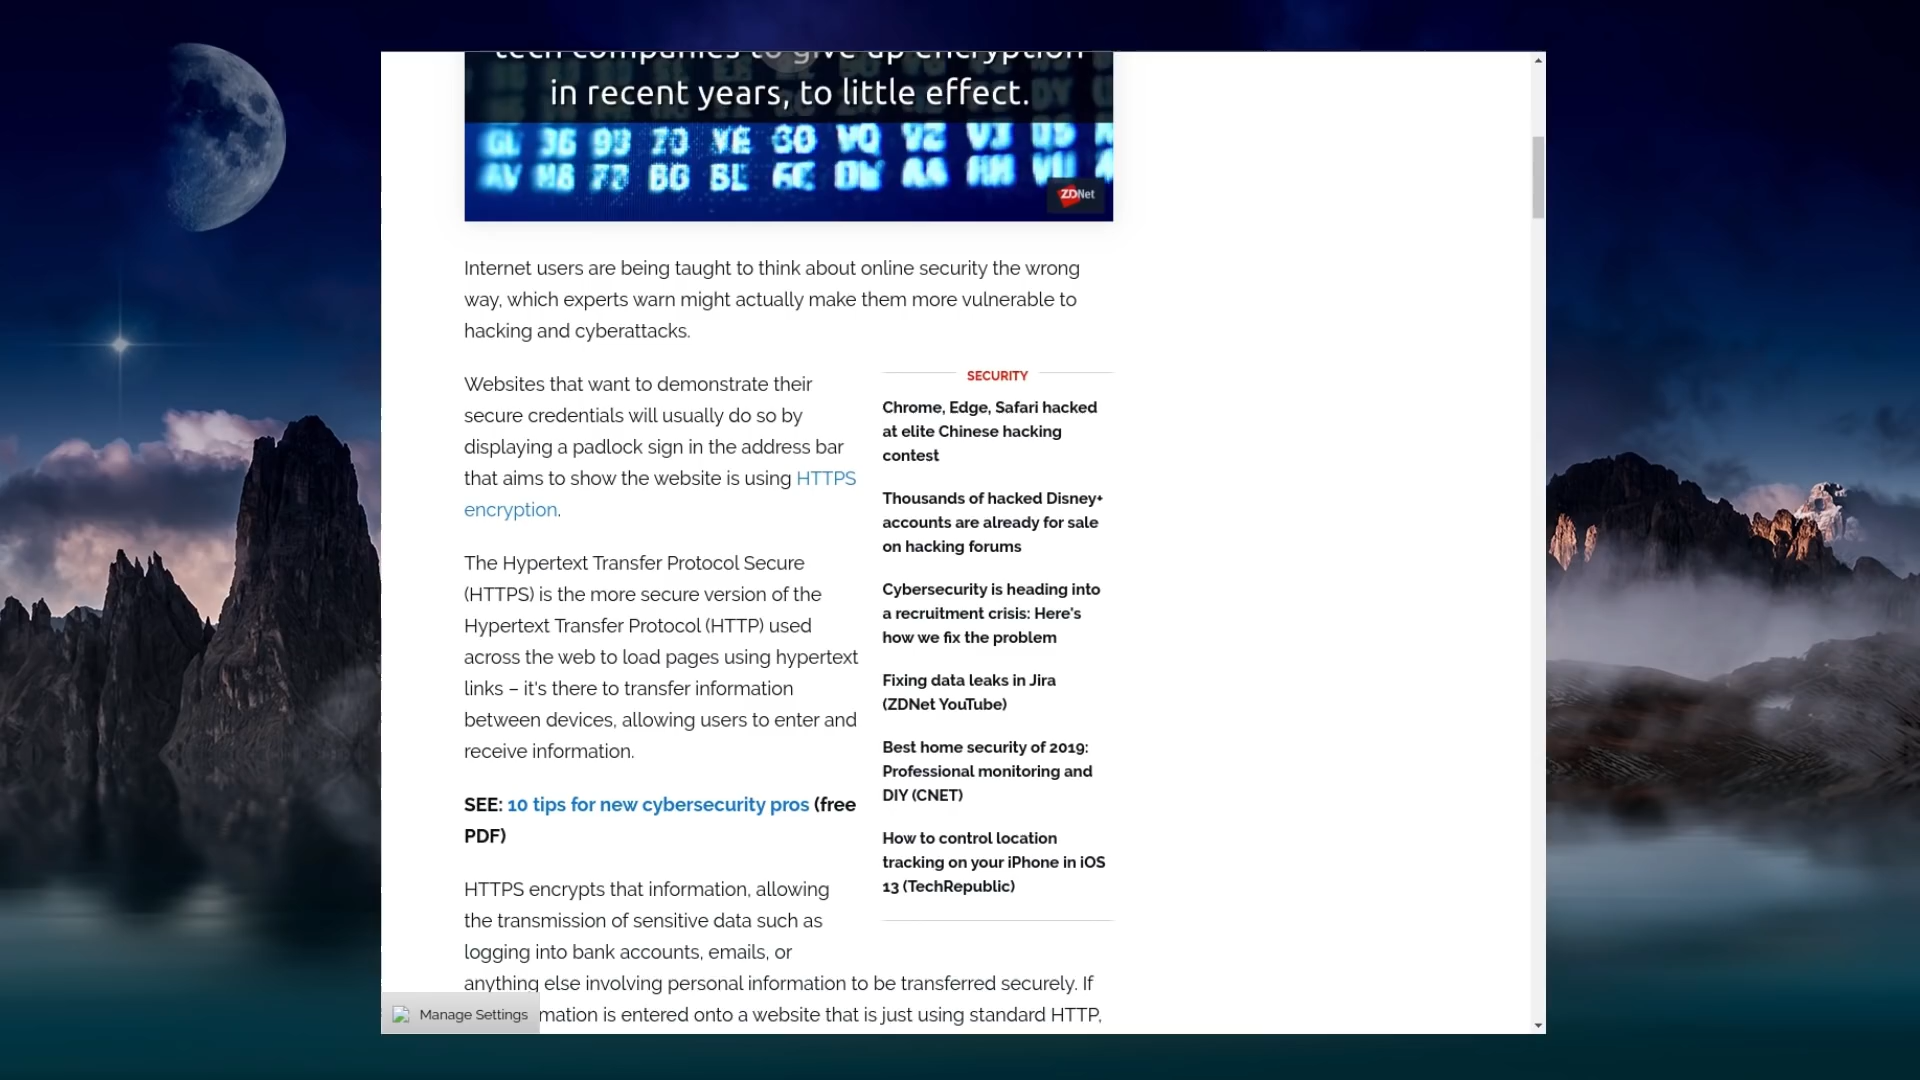 tech companies to give up encryption
in recent years, to little effect.
GL 36 93 73 YE GO VQ VZ V3
AV M8 77 BG BL 6C
ZDNet
Internet users are being taught to think about online security the wrong
way, which experts warn might actually make them more vulnerable to
hacking and cyberattacks.
Websites that want to demonstrate their
secure credentials will usually do so by
displaying a padlock sign in the address bar
that aims to show the website is using HTTPS
encryption.
The Hypertext Transfer Protocol Secure
(HTTPS) is the more secure version of the
Hypertext Transfer Protocol (HTTP) used
across the web to load pages using hypertext
links – it's there to transfer information
between devices, allowing users to enter and
receive information.
SEE: 10 tips for new cybersecurity pros (free
PDF)
HTTPS encrypts that information, allowing
the transmission of sensitive data such as
logging into bank accounts, emails, or
anything else involving personal information to be transferred securely. If
mation is entered onto a website that is just using standard HTTP,
SECURITY
Chrome, Edge, Safari hacked
at elite Chinese hacking
contest
Thousands of hacked Disney+
accounts are already for sale
on hacking forums
Cybersecurity is heading into
a recruitment crisis: Here's
how we fix the problem
Fixing data leaks in Jira
(ZDNet YouTube)
Best home security of 2019:
Professional monitoring and
DIY (CNET)
How to control location
tracking on your iPhone in iOS
13 (TechRepublic)
Manage Settings